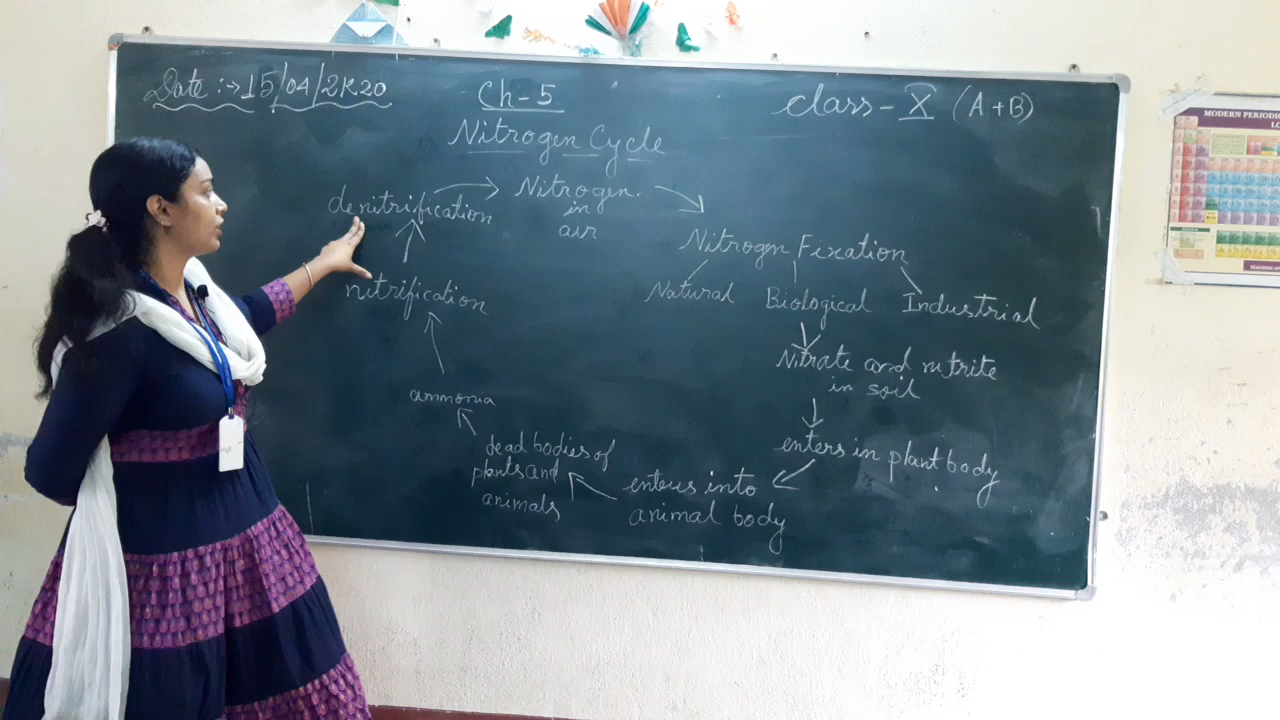 Date :→ 15/04/2K20
Ch-5
class - X (A+B)
Nitrogen Cycle
denitrification
Nitrogen
in
air
Nitrogen Fixation
Natural
Biological
Industrial
Nitrate and nitrite
in soil
enters in plant body
enters into
animal body
dead bodies of
plants and
animals
ammonia
nitrification
MODERN PERIODIC